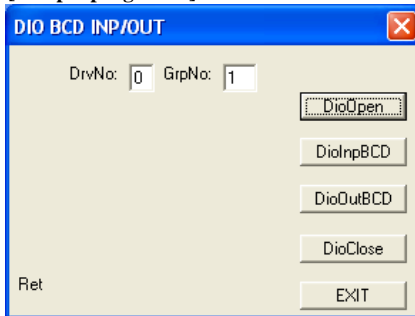 DIO BCD INP/OUT
DrvNo: 0 GrpNo: 1
DioOpen
DioInpBCD
DioOutBCD
DioClose
Ret
EXIT